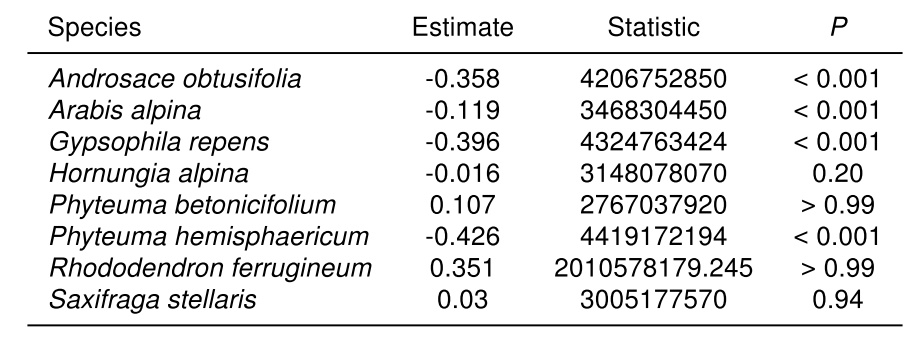 Species Estimate Statistic P
Androsace obtusifolia -0.358 4206752850 < 0.001
Arabis alpina -0.119 3468304450 < 0.001
Gypsophila repens -0.396 4324763424 < 0.001
Hornungia alpina -0.016 3148078070 0.20
Phyteuma betonicifolium 0.107 2767037920 > 0.99
Phyteuma hemisphaericum -0.426 4419172194 < 0.001
Rhododendron ferrugineum 0.351 2010578179.245 > 0.99
Saxifraga stellaris 0.03 3005177570 0.94